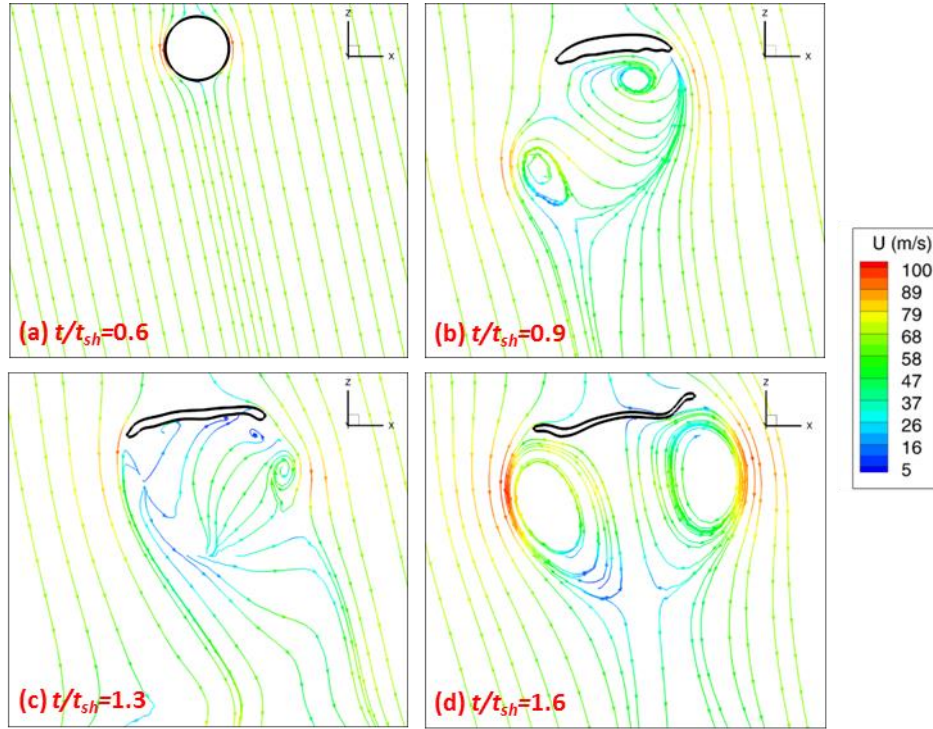 z
x
(a) t/tsh=0.6
z
x
(b) t/tsh=0.9
U (m/s)
100
89
79
68
58
47
37
26
16
5
z
x
(c) t/tsh=1.3
z
x
(d) t/tsh=1.6